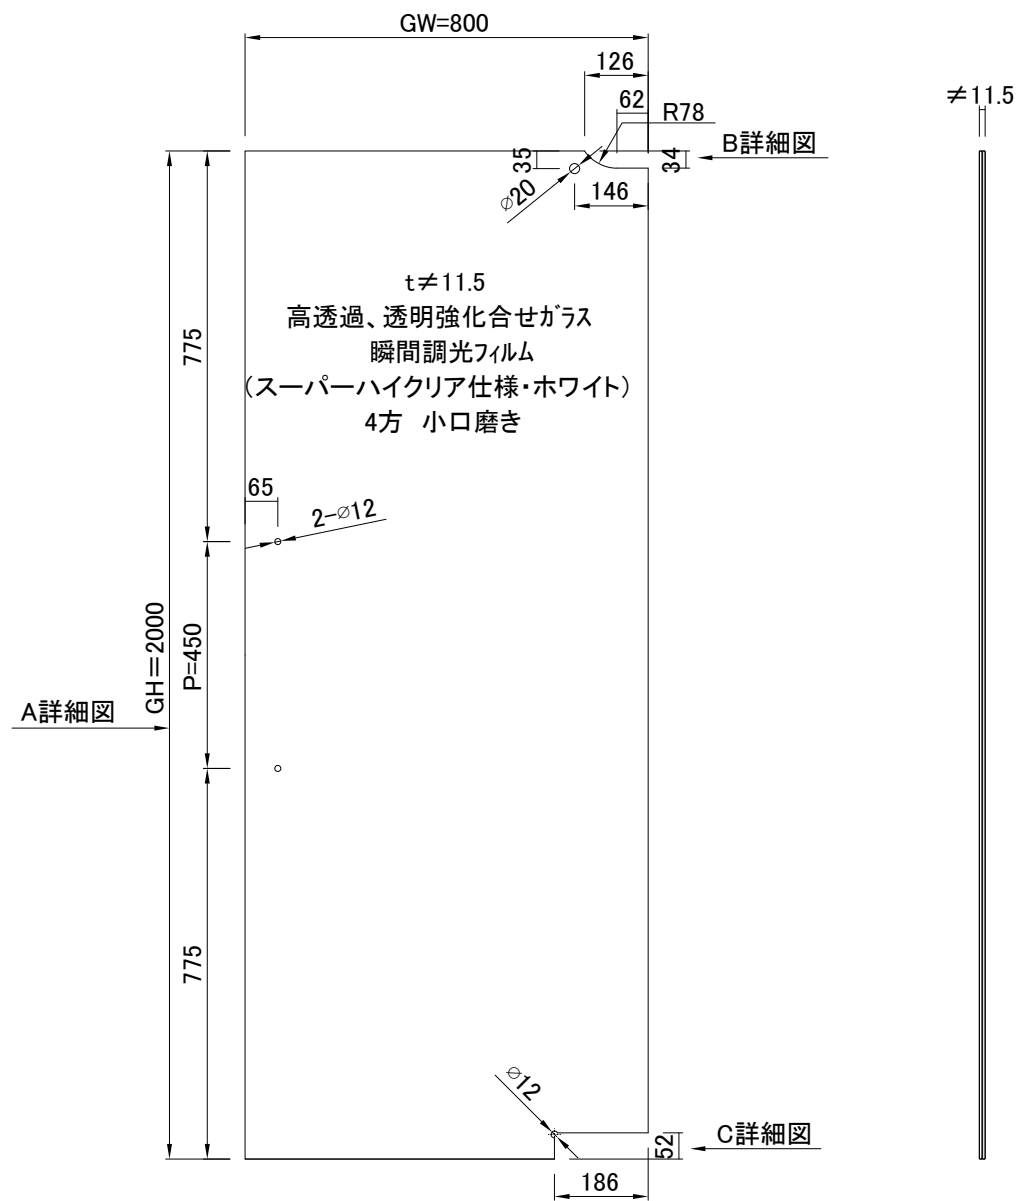 GW=800
126
≠11.5
62
R78
B詳細図
35
34
⌀20
146
t≠11.5
高透過、透明強化合せガラス
瞬間調光フィルム
(スーパーハイクリア仕様・ホワイト)
4方 小口磨き
775
65
2-⌀12
GH=2000
P=450
A詳細図
775
⌀12
C詳細図
52
186